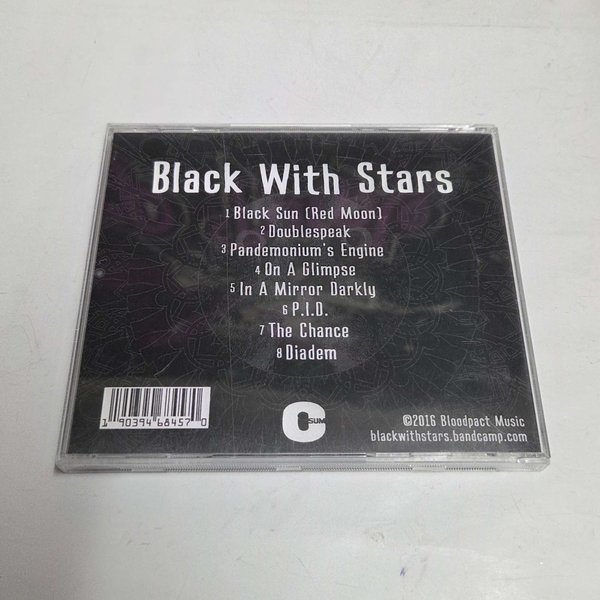 Black With Stars
1 Black Sun (Red Moon)
2 Doublespeak
3 Pandemonium's Engine
4 On A Glimpse
5 In A Mirror Darkly
6 P.I.D.
7 The Chance
8 Diadem
1 90394 68457 0
C SUM
©2016 Bloodpact Music
blackwithstars.bandcamp.com